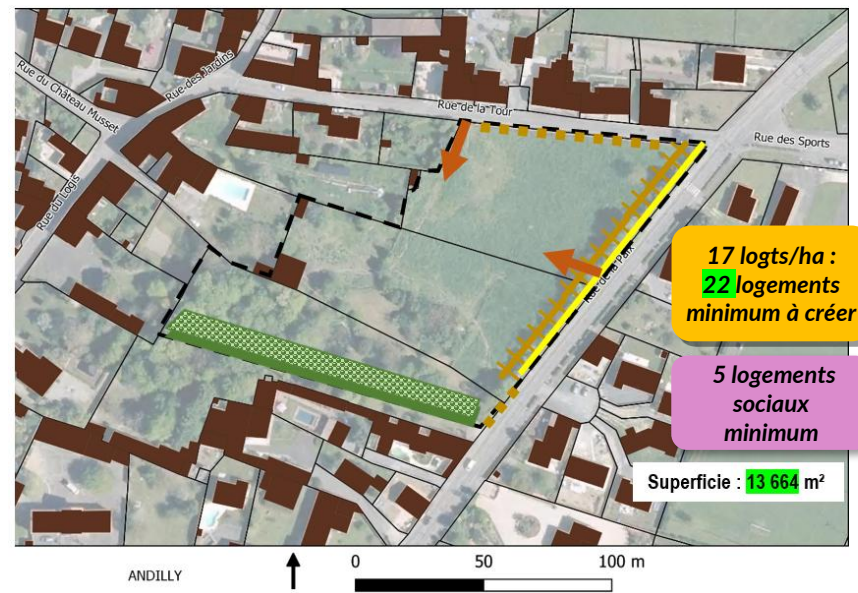 Rue du Château Musset
Rue des Jardins
Rue de la Tour
Rue des Sports
Rue du Logis
Rue de la Paix
17 logts/ha :
22 logements
minimum à créer
5 logements
sociaux
minimum
Superficie : 13 664 m²
ANDILLY
0 50 100 m